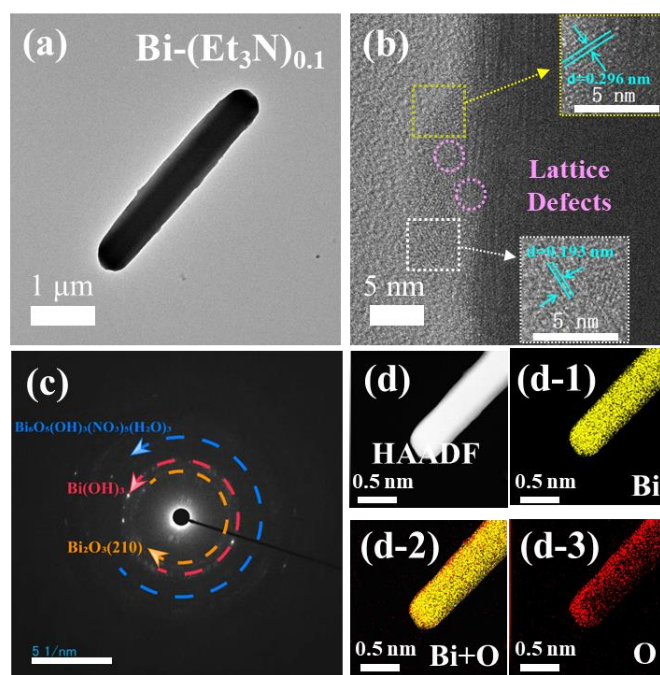 (a)
Bi-(Et₃N)₀.₁
1 μm
(b)
d=0.296 nm
5 nm
Lattice
Defects
d=0.193 nm
5 nm
5 nm
(c)
Bi₆O₅(OH)₃(NO₃)₅(H₂O)₃
Bi(OH)₃
Bi₂O₃(210)
5 1/nm
(d)
HAADF
0.5 nm
(d-1)
Bi
0.5 nm
(d-2)
Bi+O
0.5 nm
(d-3)
O
0.5 nm